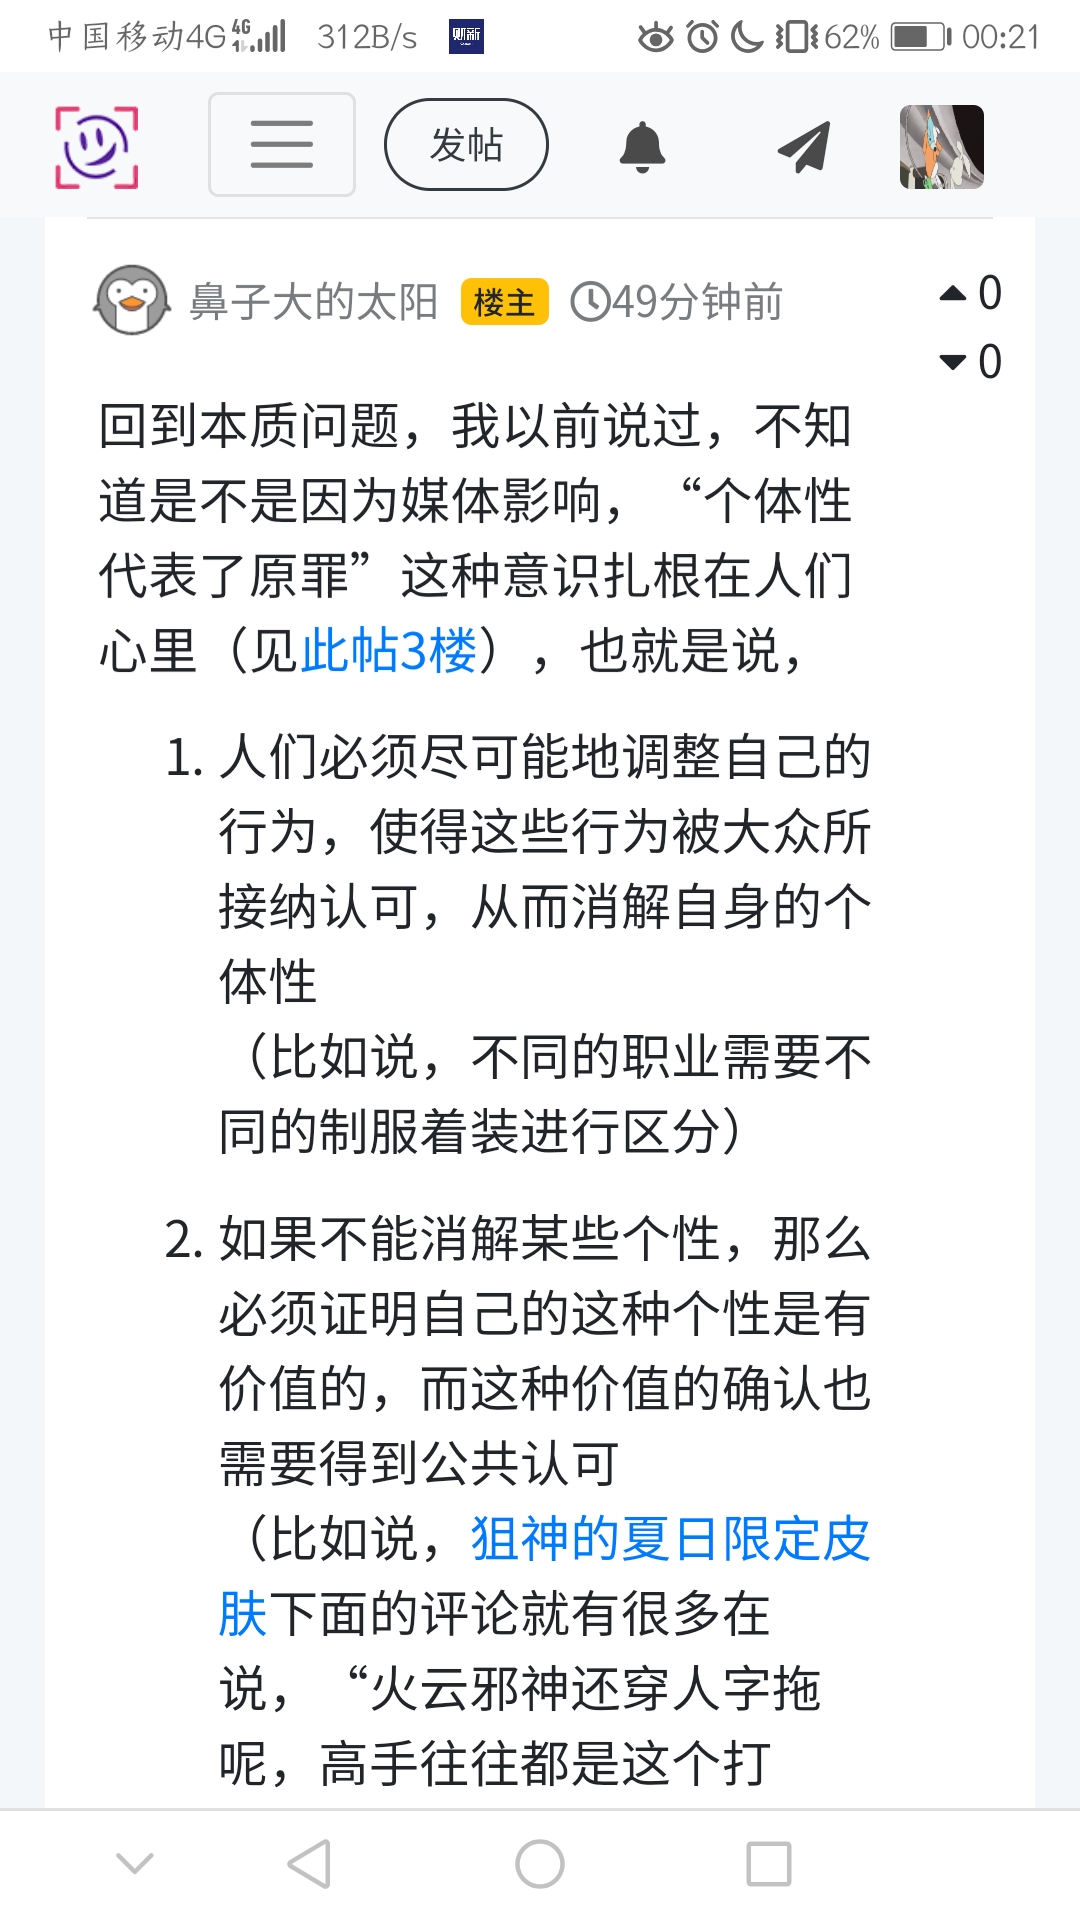 中国移动4G 4G 312B/s 财新 62% 00:21
发帖
鼻子大的太阳 楼主 49分钟前 0
0
回到本质问题，我以前说过，不知
道是不是因为媒体影响，“个体性
代表了原罪”这种意识扎根在人们
心里（见此帖3楼），也就是说，
1. 人们必须尽可能地调整自己的
行为，使得这些行为被大众所
接纳认可，从而消解自身的个
体性
（比如说，不同的职业需要不
同的制服着装进行区分）
2. 如果不能消解某些个性，那么
必须证明自己的这种个性是有
价值的，而这种价值的确认也
需要得到公共认可
（比如说，狙神的夏日限定皮
肤下面的评论就有很多在
说，“火云邪神还穿人字拖
呢，高手往往都是这个打